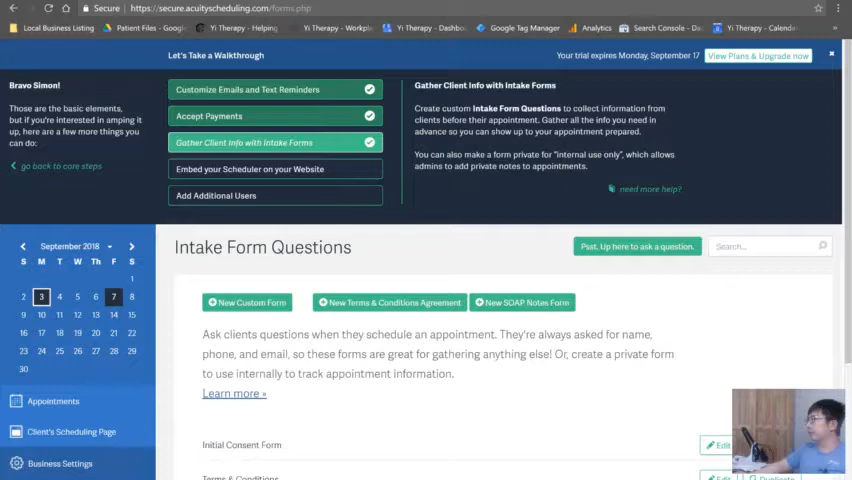 Secure
https://secure.acuityscheduling.com/forms.php
Local Business Listing
Patient Files - Google
Yi Therapy - Helping
Yi Therapy - Workpl
Yi Therapy - Dashbo
Google Tag Manager
Analytics
Search Console - Da
Yi Therapy - Calend
»
Let's Take a Walkthrough
Your trial expires Monday, September 17
View Plans & Upgrade now
Bravo Simon!
Those are the basic elements,
but if you're interested in amping it
up, here are a few more things you
can do:
go back to core steps
Customize Emails and Text Reminders
Accept Payments
Gather Client Info with Intake Forms
Embed your Scheduler on your Website
Add Additional Users
Gather Client Info with Intake Forms
Create custom Intake Form Questions to collect information from
clients before their appointment. Gather all the info you need in
advance so you can show up to your appointment prepared.
You can also make a form private for "internal use only", which allows
admins to add private notes to appointments.
need more help?
September 2018
S M T W Th F S
1
2 3 4 5 6 7 8
9 10 11 12 13 14 15
16 17 18 19 20 21 22
23 24 25 26 27 28 29
30
Appointments
Client's Scheduling Page
Business Settings
Intake Form Questions
Psst. Up here to ask a question.
Search...
New Custom Form
New Terms & Conditions Agreement
New SOAP Notes Form
Ask clients questions when they schedule an appointment. They're always asked for name,
phone, and email, so these forms are great for gathering anything else! Or, create a private form
to use internally to track appointment information.
Learn more »
Initial Consent Form
Edit
Terms & Conditions
Edit
Duplicate